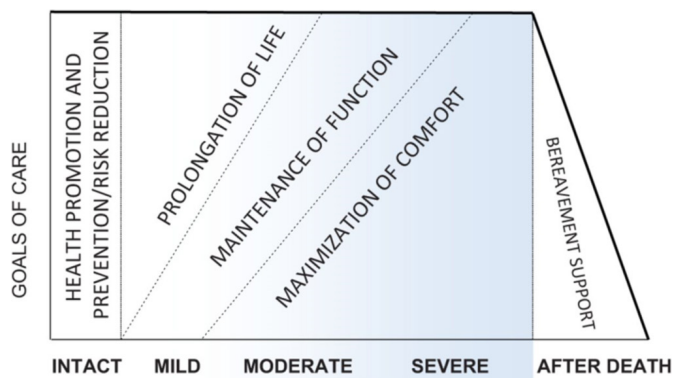 GOALS OF CARE
HEALTH PROMOTION AND
PREVENTION/RISK REDUCTION
PROLONGATION OF LIFE
MAINTENANCE OF FUNCTION
MAXIMIZATION OF COMFORT
BEREAVEMENT SUPPORT
INTACT MILD MODERATE SEVERE AFTER DEATH